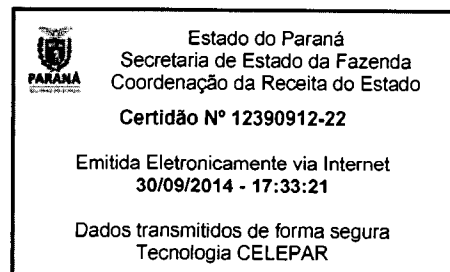 Estado do Paraná
Secretaria de Estado da Fazenda
Coordenação da Receita do Estado
PARANÁ
Certidão Nº 12390912-22
Emitida Eletronicamente via Internet
30/09/2014 - 17:33:21
Dados transmitidos de forma segura
Tecnologia CELEPAR